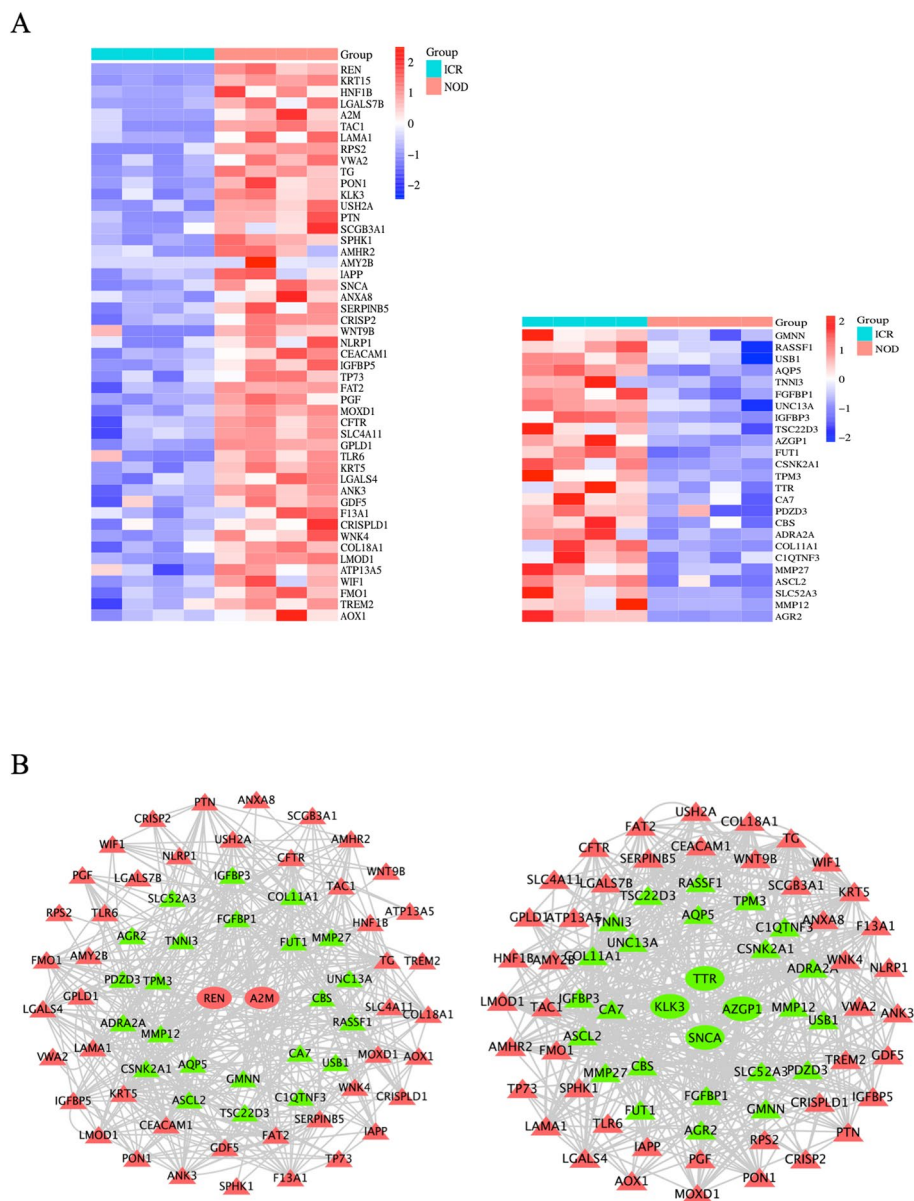 A
Group
REN
KRT15
HNF1B
LGALS7B
A2M
TAC1
LAMA1
RPS2
VWA2
TG
PON1
KLK3
USH2A
PTN
SCGB3A1
SPHK1
AMHR2
AMY2B
IAPP
SNCA
ANXA8
SERPINB5
CRISP2
WNT9B
NLRP1
CEACAM1
IGFBP5
TP73
FAT2
PGF
MOXD1
CFTR
SLC4A11
GPLD1
TLR6
KRT5
LGALS4
ANK3
GDF5
F13A1
CRISPLD1
WNK4
COL18A1
LMOD1
ATP13A5
WIF1
FMO1
TREM2
AOX1
2
1
0
-1
-2
Group
ICR
NOD
Group
GMNN
RASSF1
USB1
AQP5
TNNI3
FGFBP1
UNC13A
IGFBP3
TSC22D3
AZGP1
FUT1
CSNK2A1
TPM3
TTR
CA7
PDZD3
CBS
ADRA2A
COL11A1
C1QTNF3
MMP27
ASCL2
SLC52A3
MMP12
AGR2
2
1
0
-1
-2
Group
ICR
NOD
B
PTN
ANXA8
SCGB3A1
CRISP2
AMHR2
WIF1
NLRP1
USH2A
CFTR
WNT9B
PGF
LGALS7B
IGFBP3
TAC1
SLC52A3
COL11A1
ATP13A5
RPS2
TLR6
FGFBP1
HNF1B
AGR2
TNNI3
FUT1
MMP27
FMO1
AMY2B
TG
TREM2
PDZD3
TPM3
UNC13A
GPLD1
REN
A2M
CBS
SLC4A11
LGALS4
COL18A1
ADRA2A
RASSF1
MMP12
LAMA1
VWA2
CA7
MOXD1
AOX1
CSNK2A1
AQP5
USB1
GMNN
WNK4
KRT5
CRISPLD1
IGFBP5
ASCL2
C1QTNF3
TSC22D3
SERPINB5
CEACAM1
LMOD1
FAT2
IAPP
GDF5
PON1
TP73
ANK3
F13A1
SPHK1
USH2A
COL18A1
FAT2
TG
CFTR
CEACAM1
SERPINB5
WNT9B
WIF1
SLC4A11
LGALS7B
RASSF1
SCGB3A1
KRT5
TSC22D3
TPM3
GPLD1
ATP13A5
AQP5
ANXA8
TNNI3
C1QTNF3
F13A1
UNC13A
CSNK2A1
HNF1B
AMY2B
COL11A1
WNK4
ADRA2A
NLRP1
TTR
LMOD1
IGFBP3
TAC1
CA7
KLK3
AZGP1
MMP12
VWA2
USB1
ANK3
ASCL2
SNCA
AMHR2
FMO1
CBS
TREM2
GDF5
MMP27
SLC52A3
PDZD3
TP73
SPHK1
FGFBP1
CRISPLD1
IGFBP5
FUT1
GMNN
LAMA1
TLR6
AGR2
PTN
RPS2
IAPP
LGALS4
PGF
CRISP2
AOX1
PON1
MOXD1